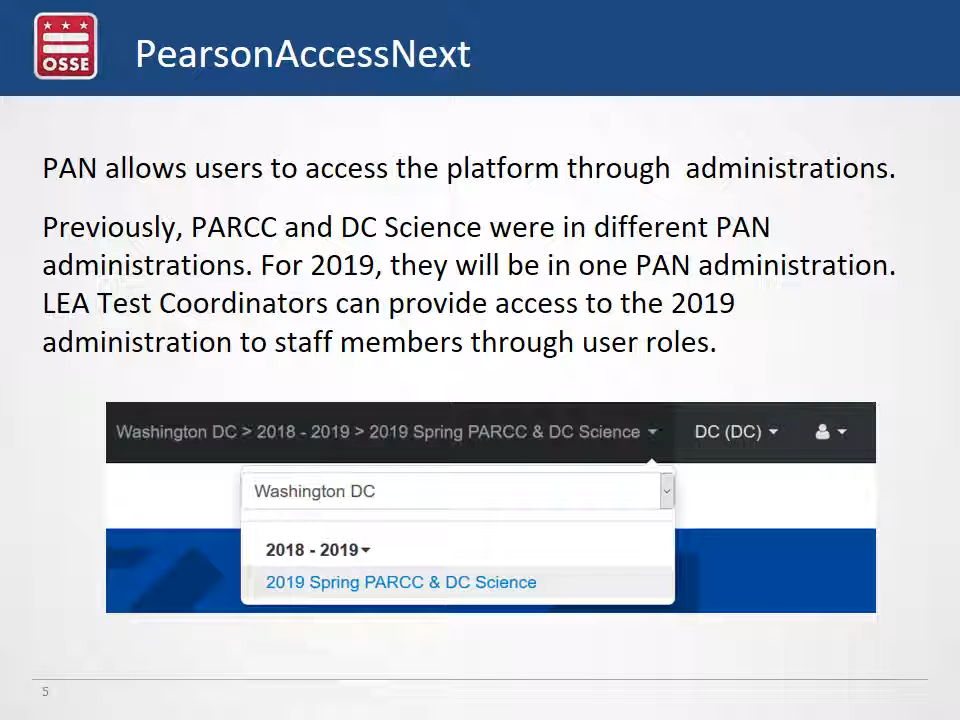 OSSE
PearsonAccessNext
PAN allows users to access the platform through administrations.
Previously, PARCC and DC Science were in different PAN
administrations. For 2019, they will be in one PAN administration.
LEA Test Coordinators can provide access to the 2019
administration to staff members through user roles.
Washington DC > 2018 - 2019 > 2019 Spring PARCC & DC Science
DC (DC)
Washington DC
2018 - 2019
2019 Spring PARCC & DC Science
5